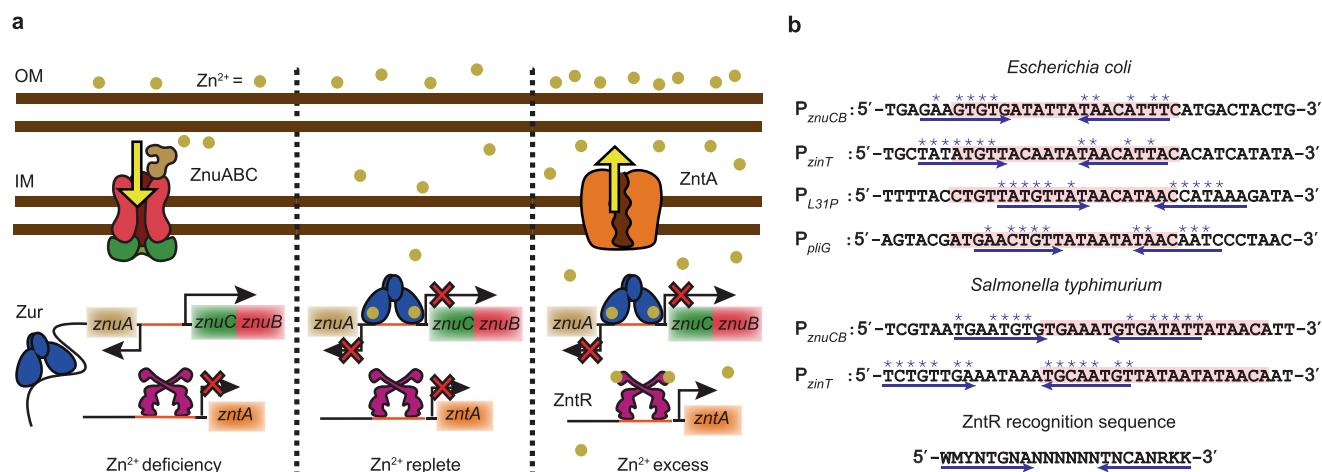 a
OM
Zn²⁺ =
ZnuABC
ZntA
IM
Zur
znuA
znuC znuB
znuA
znuC znuB
znuA
znuC znuB
ZntR
zntA
zntA
zntA
Zn²⁺ deficiency
Zn²⁺ replete
Zn²⁺ excess
b
Escherichia coli
PznuCB:5′-TGAGAAGTGTGATATTATAACATTTCATGACTACTG-3′
PzinT :5′-TGCTATATGTTACAATATAACATTACACATCATATA-3′
PL31P :5′-TTTTACCTGTTATGTTATAACATAACCATAAAGATA-3′
PpliG :5′-AGTACGATGAACTGTTATAATATAACAATCCCTAAC-3′
Salmonella typhimurium
PznuCB:5′-TCGTAATGAATGTGTGAAATGTGATATTATAACATT-3′
PzinT :5′-TCTGTTGAAATAAATGCAATGTTATAATATAACAAT-3′
ZntR recognition sequence
5′-WMYNTGNANNNNNNTNCANRKK-3′